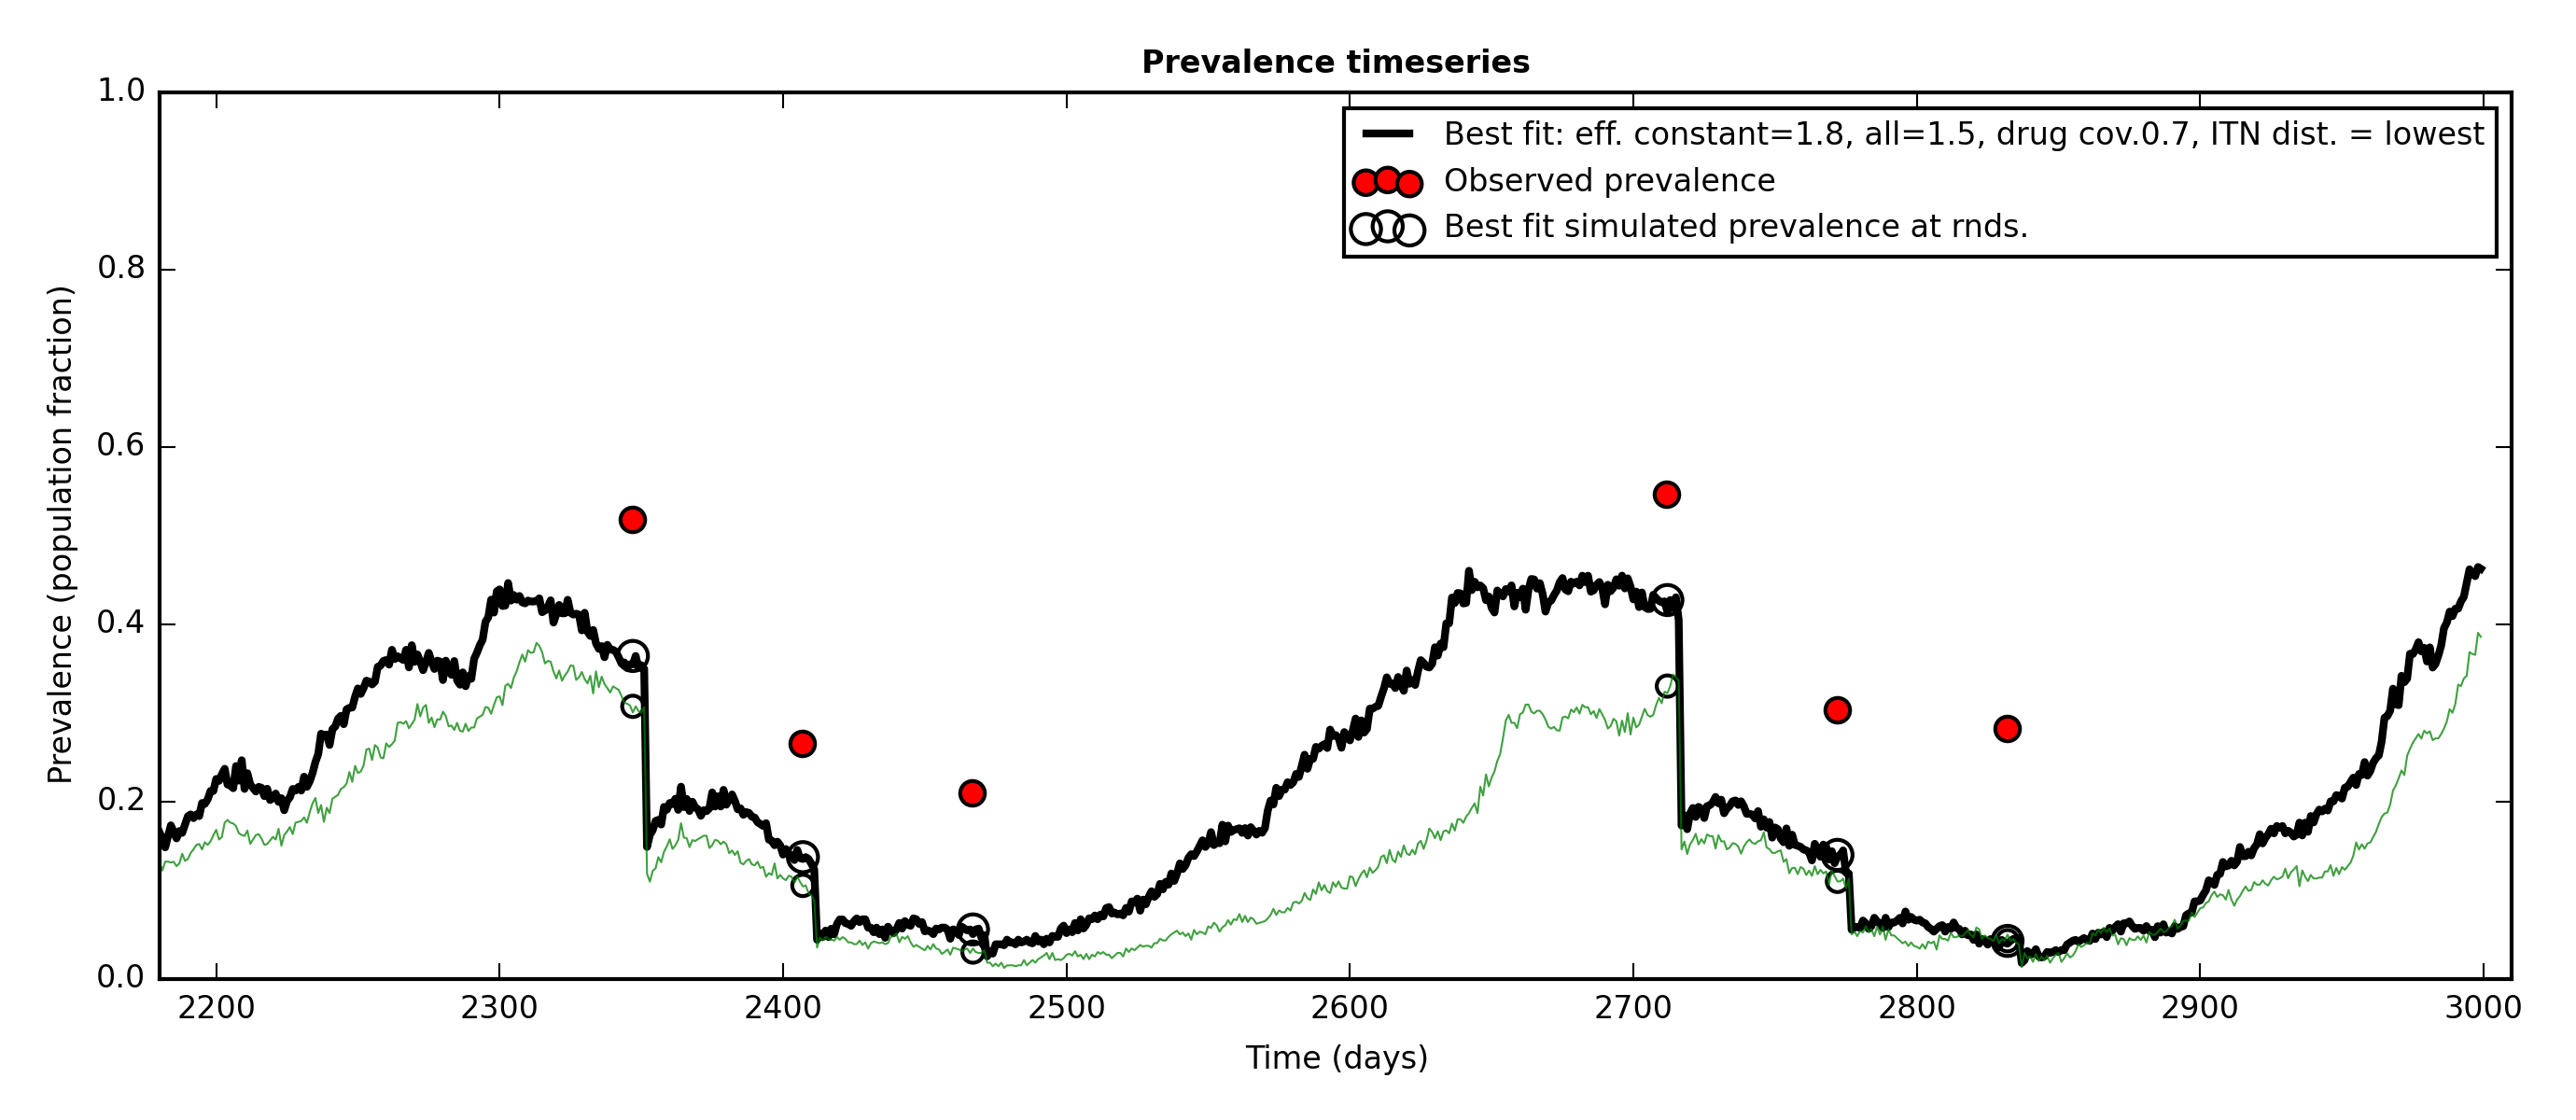 Prevalence timeseries
Best fit: eff. constant=1.8, all=1.5, drug cov.0.7, ITN dist. = lowest
Observed prevalence
Best fit simulated prevalence at rnds.
Prevalence (population fraction)
1.0
0.8
0.6
0.4
0.2
0.0
2200 2300 2400 2500 2600 2700 2800 2900 3000
Time (days)